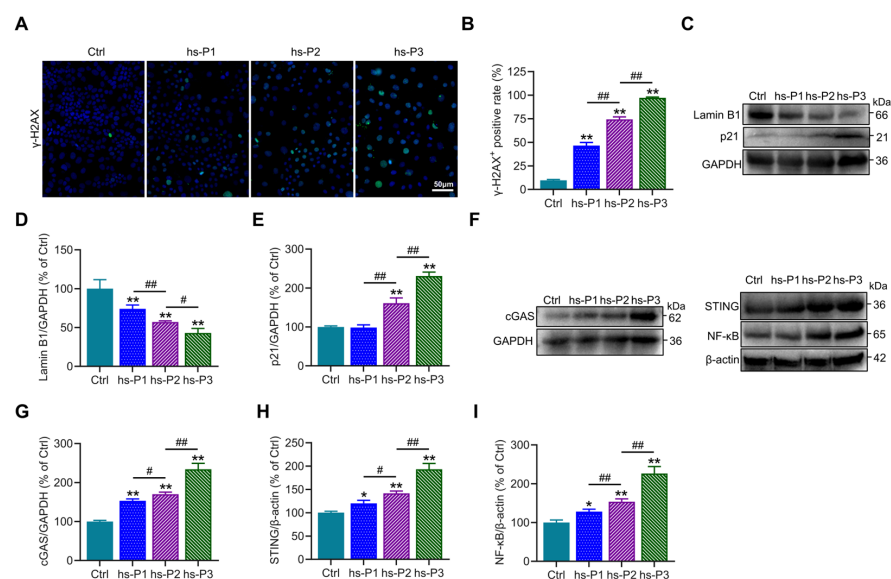 A
Ctrl hs-P1 hs-P2 hs-P3
γ-H2AX
50μm
B
γ-H2AX⁺ positive rate (%)
125
100
75
50
25
0
** ** **
## ##
Ctrl hs-P1 hs-P2 hs-P3
C
Ctrl hs-P1 hs-P2 hs-P3 kDa
Lamin B1 66
p21 21
GAPDH 36
D
Lamin B1/GAPDH (% of Ctrl)
150
100
50
0
** ** **
## #
Ctrl hs-P1 hs-P2 hs-P3
E
p21/GAPDH (% of Ctrl)
300
200
100
0
** **
## ##
Ctrl hs-P1 hs-P2 hs-P3
F
Ctrl hs-P1 hs-P2 hs-P3 kDa
cGAS 62
GAPDH 36
Ctrl hs-P1 hs-P2 hs-P3 kDa
STING 36
NF-κB 65
β-actin 42
G
cGAS/GAPDH (% of Ctrl)
300
200
100
0
** ** **
# ##
Ctrl hs-P1 hs-P2 hs-P3
H
STING/β-actin (% of Ctrl)
250
200
150
100
50
0
* ** **
# ##
Ctrl hs-P1 hs-P2 hs-P3
I
NF-κB/β-actin (% of Ctrl)
300
200
100
0
* ** **
## ##
Ctrl hs-P1 hs-P2 hs-P3